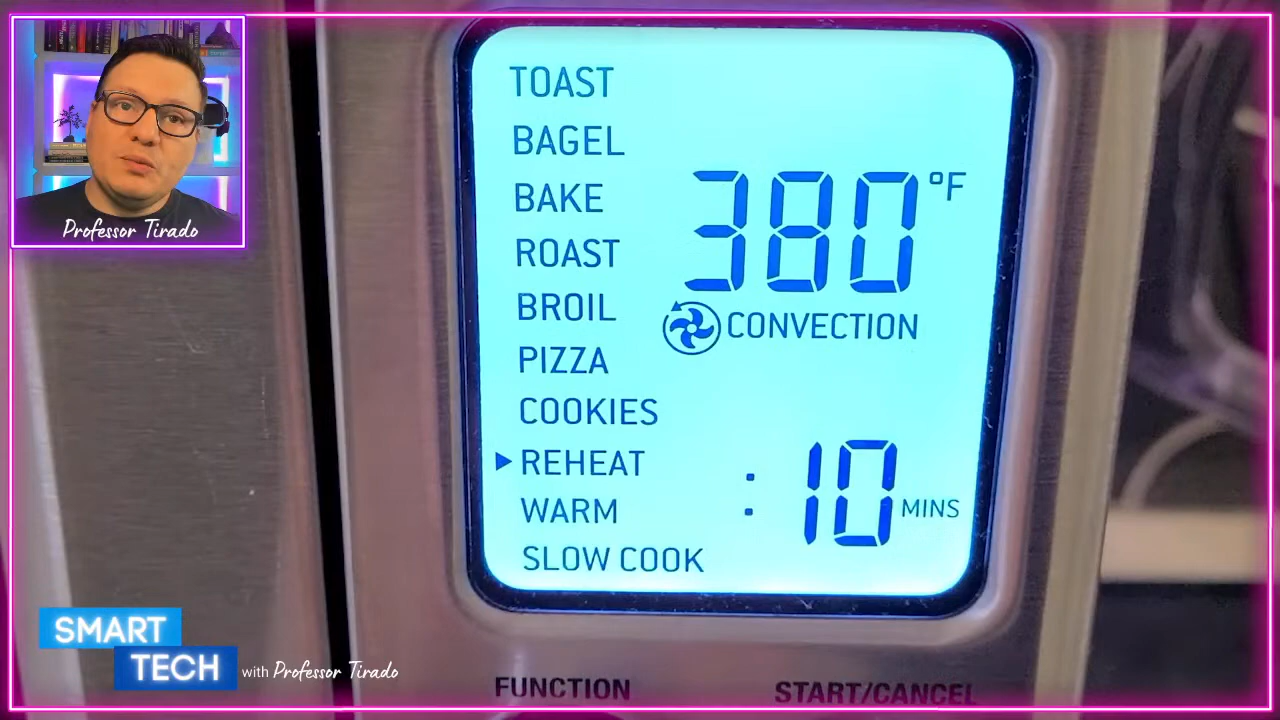 Professor Tirado
TOAST
BAGEL
BAKE
380 °F
ROAST
BROIL
CONVECTION
PIZZA
COOKIES
REHEAT
:10 MINS
WARM
SLOW COOK
SMART
TECH
with Professor Tirado
FUNCTION
START/CANCEL